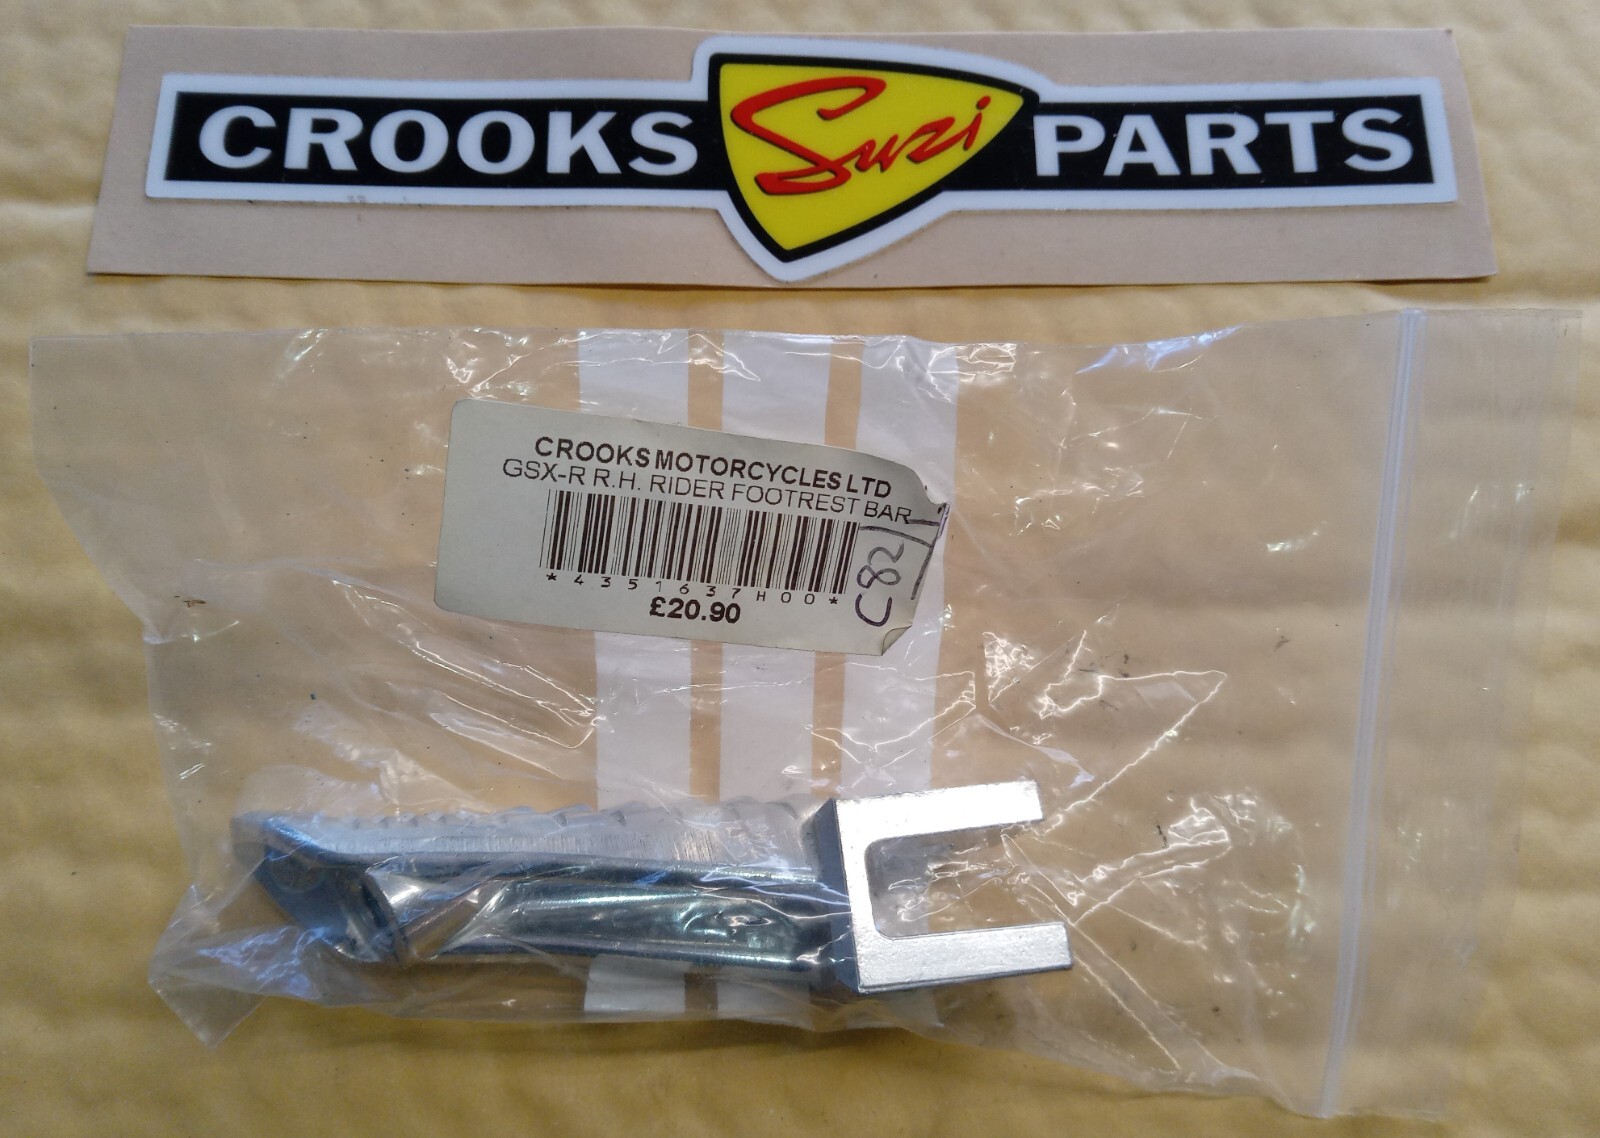 CROOKS Suzi PARTS
CROOKS MOTORCYCLES LTD
GSX-R R.H. RIDER FOOTREST BAR
*4351637H00*
£20.90
C82